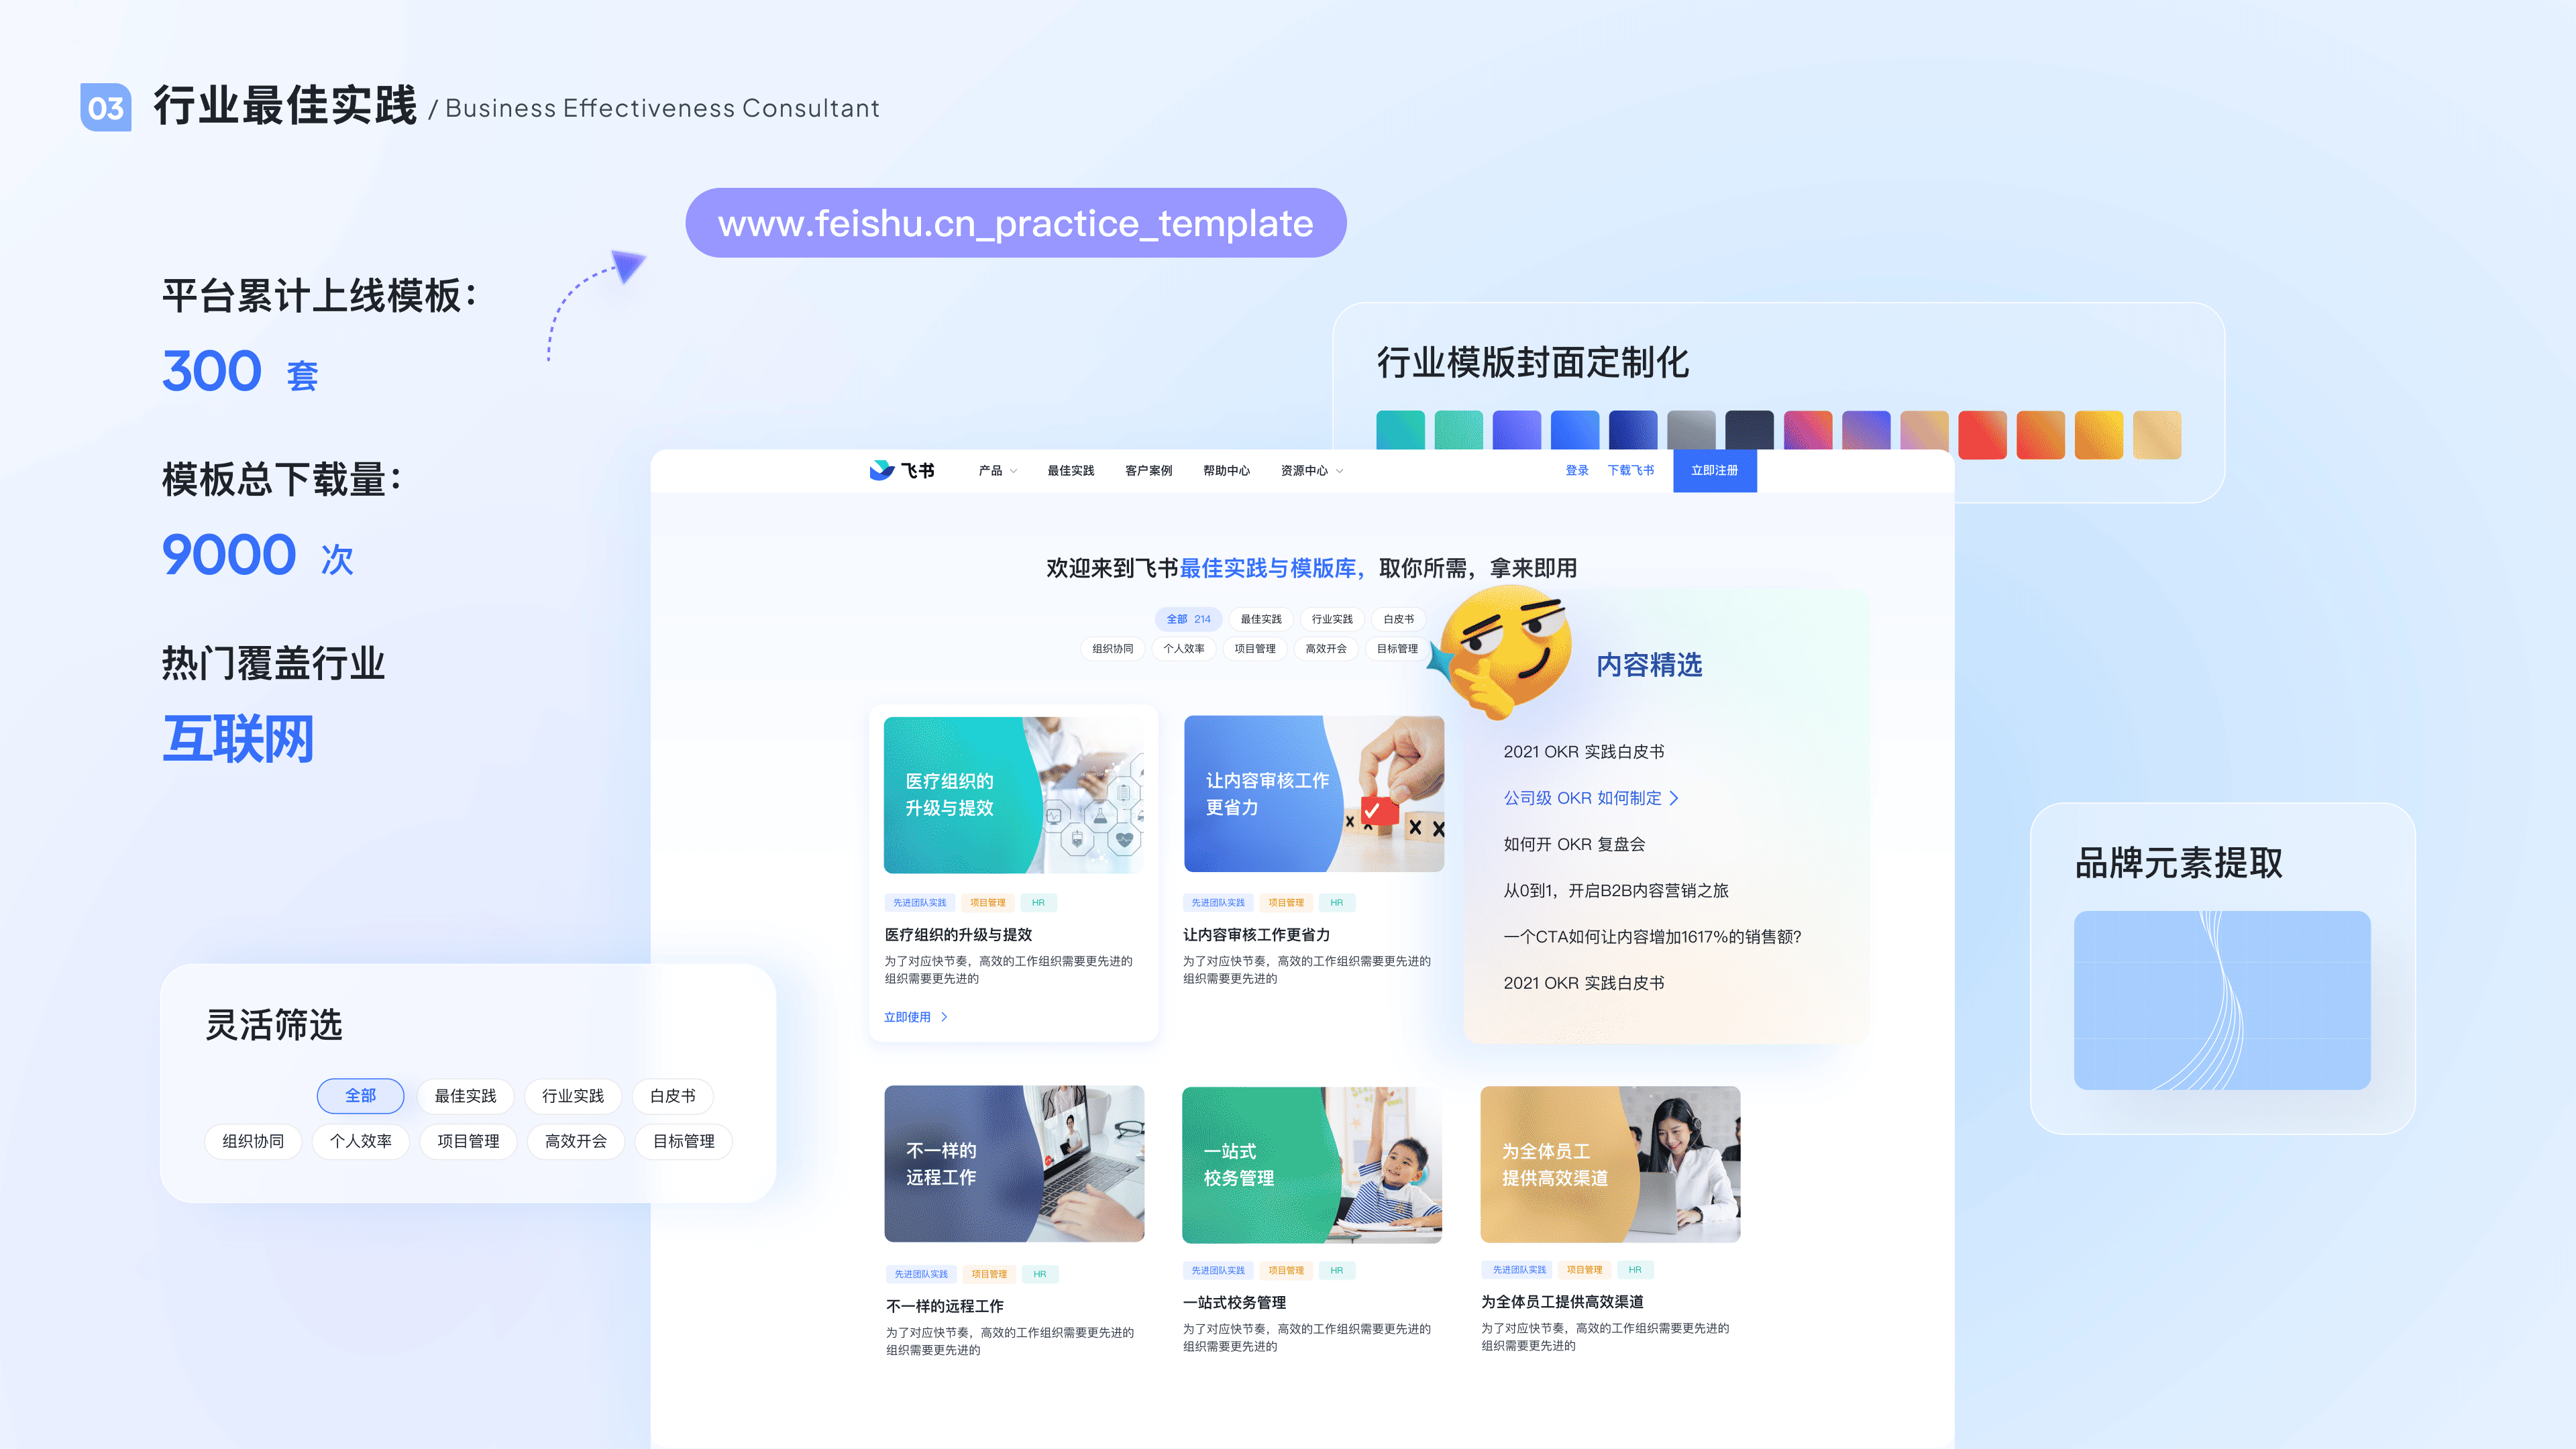 03 行业最佳实践 / Business Effectiveness Consultant
www.feishu.cn_practice_template
平台累计上线模板：
300 套
模板总下载量：
9000 次
热门覆盖行业
互联网
行业模版封面定制化
飞书 产品 最佳实践 客户案例 帮助中心 资源中心 登录 下载飞书 立即注册
欢迎来到飞书最佳实践与模版库，取你所需，拿来即用
全部 214 最佳实践 行业实践 白皮书
组织协同 个人效率 项目管理 高效开会 目标管理
内容精选
2021 OKR 实践白皮书
公司级 OKR 如何制定
如何开 OKR 复盘会
从0到1，开启B2B内容营销之旅
一个CTA如何让内容增加1617%的销售额?
2021 OKR 实践白皮书
医疗组织的
升级与提效
先进团队实践 项目管理 HR
医疗组织的升级与提效
为了对应快节奏，高效的工作组织需要更先进的
组织需要更先进的
立即使用
让内容审核工作
更省力
先进团队实践 项目管理 HR
让内容审核工作更省力
为了对应快节奏，高效的工作组织需要更先进的
组织需要更先进的
不一样的
远程工作
先进团队实践 项目管理 HR
不一样的远程工作
为了对应快节奏，高效的工作组织需要更先进的
组织需要更先进的
一站式
校务管理
先进团队实践 项目管理 HR
一站式校务管理
为了对应快节奏，高效的工作组织需要更先进的
组织需要更先进的
为全体员工
提供高效渠道
先进团队实践 项目管理 HR
为全体员工提供高效渠道
为了对应快节奏，高效的工作组织需要更先进的
组织需要更先进的
灵活筛选
全部 最佳实践 行业实践 白皮书
组织协同 个人效率 项目管理 高效开会 目标管理
品牌元素提取